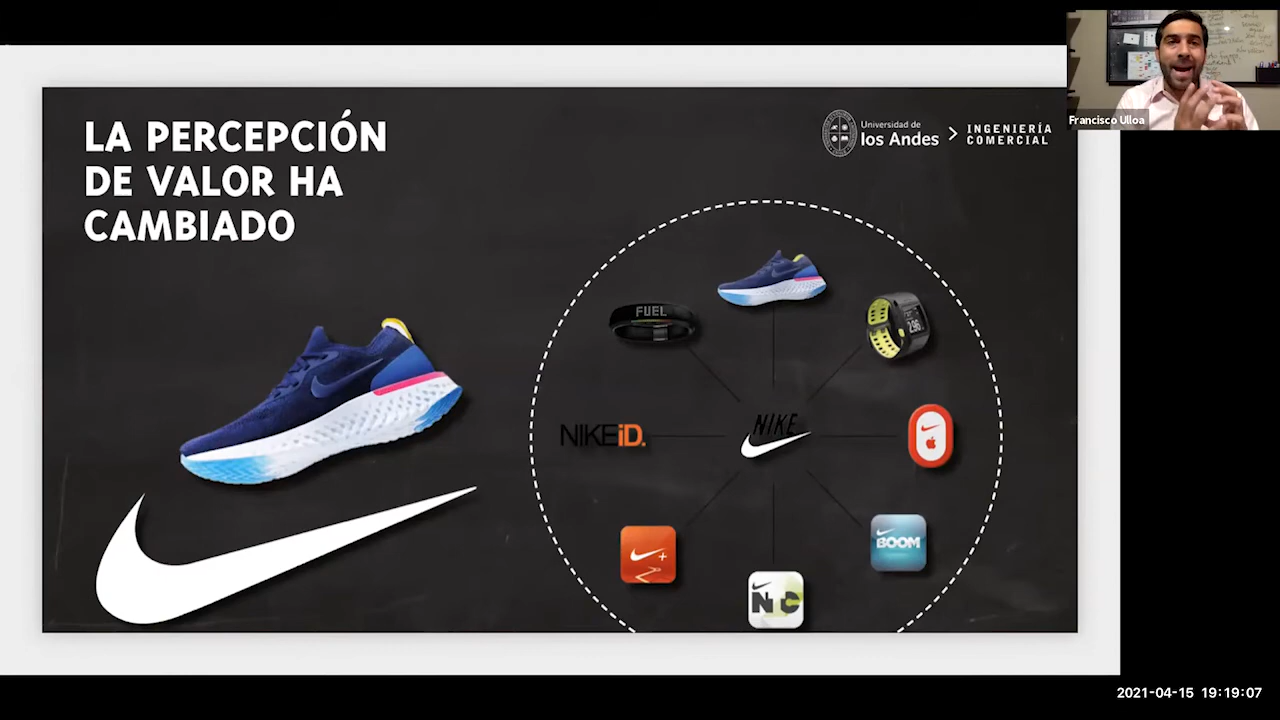 LA PERCEPCIÓN
DE VALOR HA
CAMBIADO
Universidad de
los Andes
INGENIERÍA
COMERCIAL
Francisco Ulloa
FUEL
NIKE
NIKEiD.
BOOM
NTC
2021-04-15 19:19:07